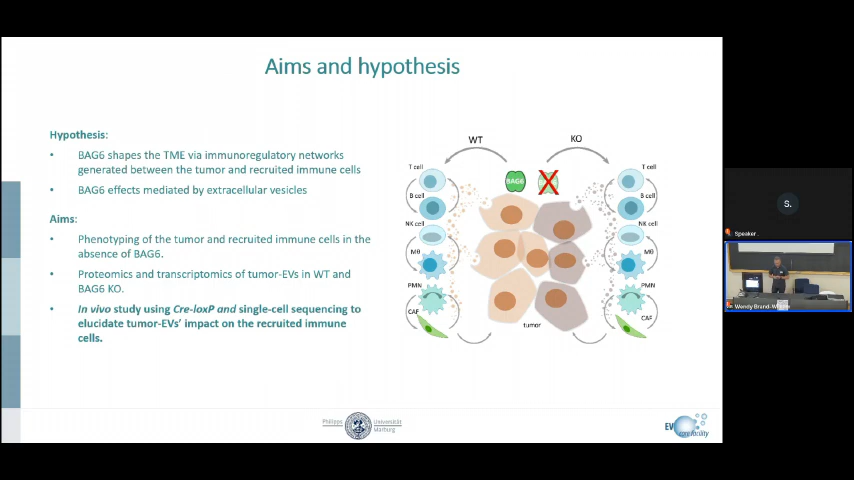 Aims and hypothesis
Hypothesis:
• BAG6 shapes the TME via immunoregulatory networks
generated between the tumor and recruited immune cells
• BAG6 effects mediated by extracellular vesicles
Aims:
• Phenotyping of the tumor and recruited immune cells in the
absence of BAG6.
• Proteomics and transcriptomics of tumor-EVs in WT and
BAG6 KO.
• In vivo study using Cre-loxP and single-cell sequencing to
elucidate tumor-EVs' impact on the recruited immune
cells.
WT
KO
BAG6
T cell
B cell
NK cell
MΦ
PMN
CAF
tumor
T cell
B cell
NK cell
MΦ
PMN
CAF
Philipps
Universität
Marburg
EV
core facility
S.
Speaker .